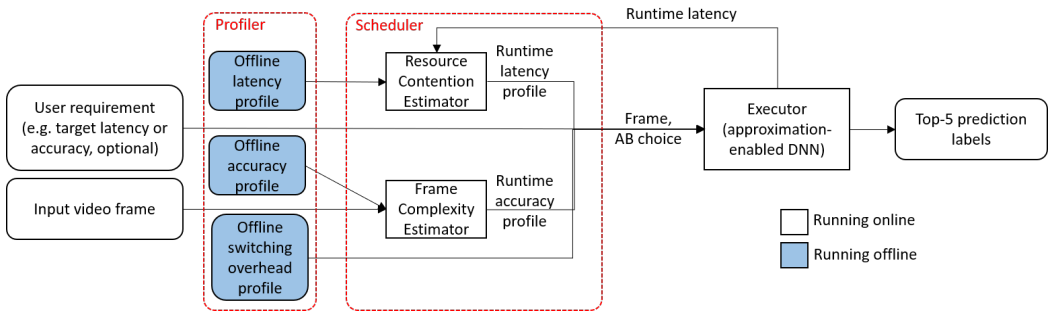 Runtime latency
Profiler
Scheduler
Offline
latency
profile
Resource
Contention
Estimator
Runtime
latency
profile
User requirement
(e.g. target latency or
accuracy, optional)
Offline
accuracy
profile
Frame,
AB choice
Executor
(approximation-
enabled DNN)
Top-5 prediction
labels
Input video frame
Frame
Complexity
Estimator
Runtime
accuracy
profile
Offline
switching
overhead
profile
Running online
Running offline